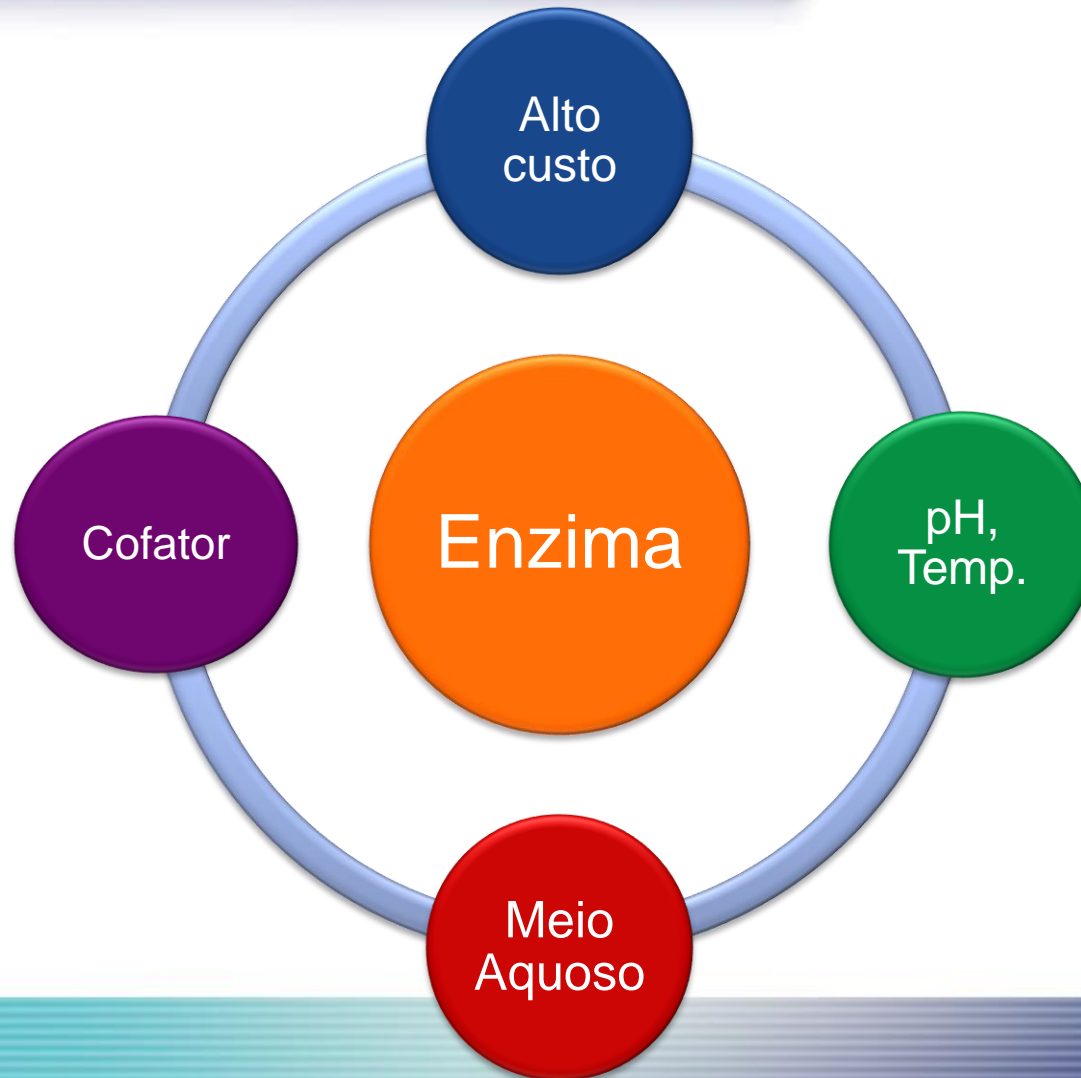 Alto
custo
Cofator
Enzima
pH,
Temp.
Meio
Aquoso